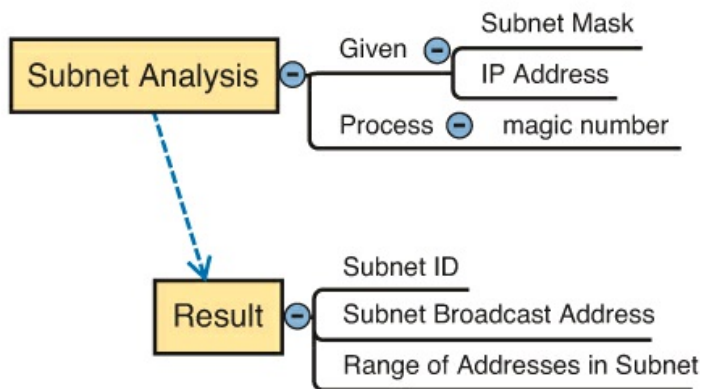 Subnet Analysis
Given
Subnet Mask
IP Address
Process
magic number
Result
Subnet ID
Subnet Broadcast Address
Range of Addresses in Subnet